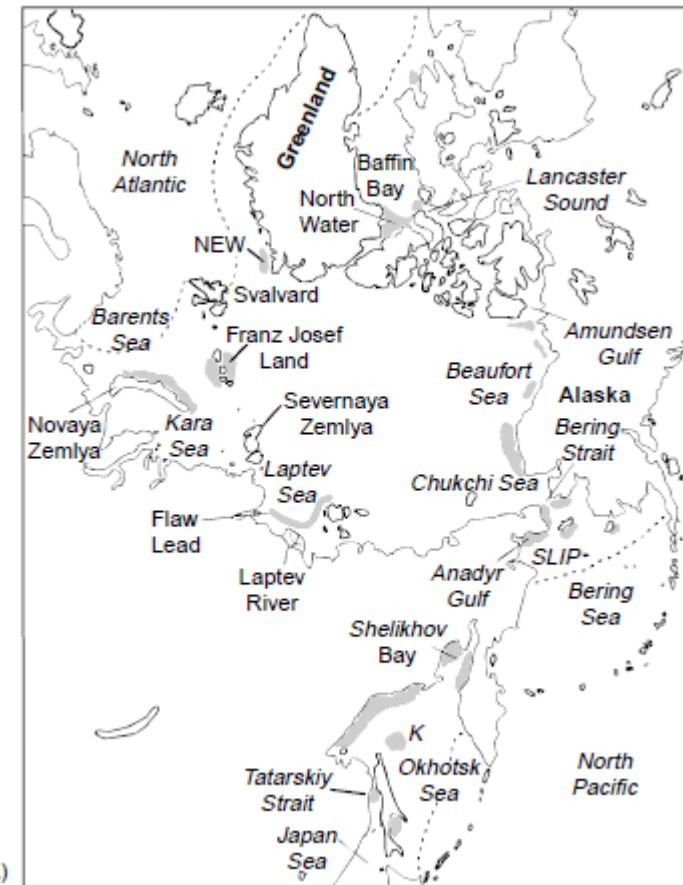 Greenland
North
Atlantic
Baffin
Bay
North
Water
Lancaster
Sound
NEW
Svalvard
Barents
Sea
Franz Josef
Land
Amundsen
Gulf
Beaufort
Sea
Alaska
Novaya
Zemlya
Kara
Sea
Severnaya
Zemlya
Bering
Strait
Laptev
Sea
Chukchi Sea
Flaw
Lead
Laptev
River
Anadyr
Gulf
SLIP
Bering
Sea
Shelikhov
Bay
K
Okhotsk
Sea
North
Pacific
Tatarskiy
Strait
Japan
Sea
)